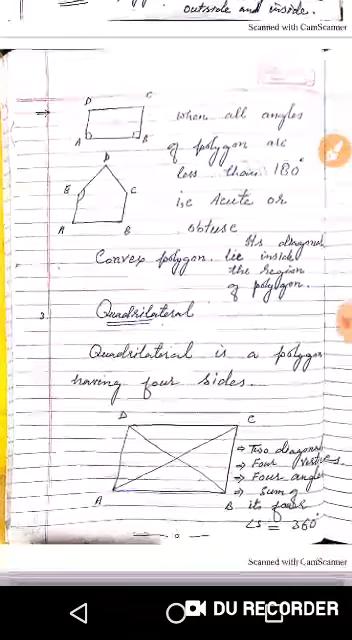 outside and inside.
Scanned with CamScanner
D C
A B
when all angles
of polygon are
less than 180°
i.e Acute or
obtuse
D
E C
A B
Its diagonal
Convex polygon. lie inside
the region
of polygon.
3. Quadrilateral
Quadrilateral is a polygon
having four sides.
D C
A B
→ Two diagonal
→ Four vertices.
→ Four angles
→ Sum of
its four
∠s = 360°
Scanned with CamScanner
DU RECORDER